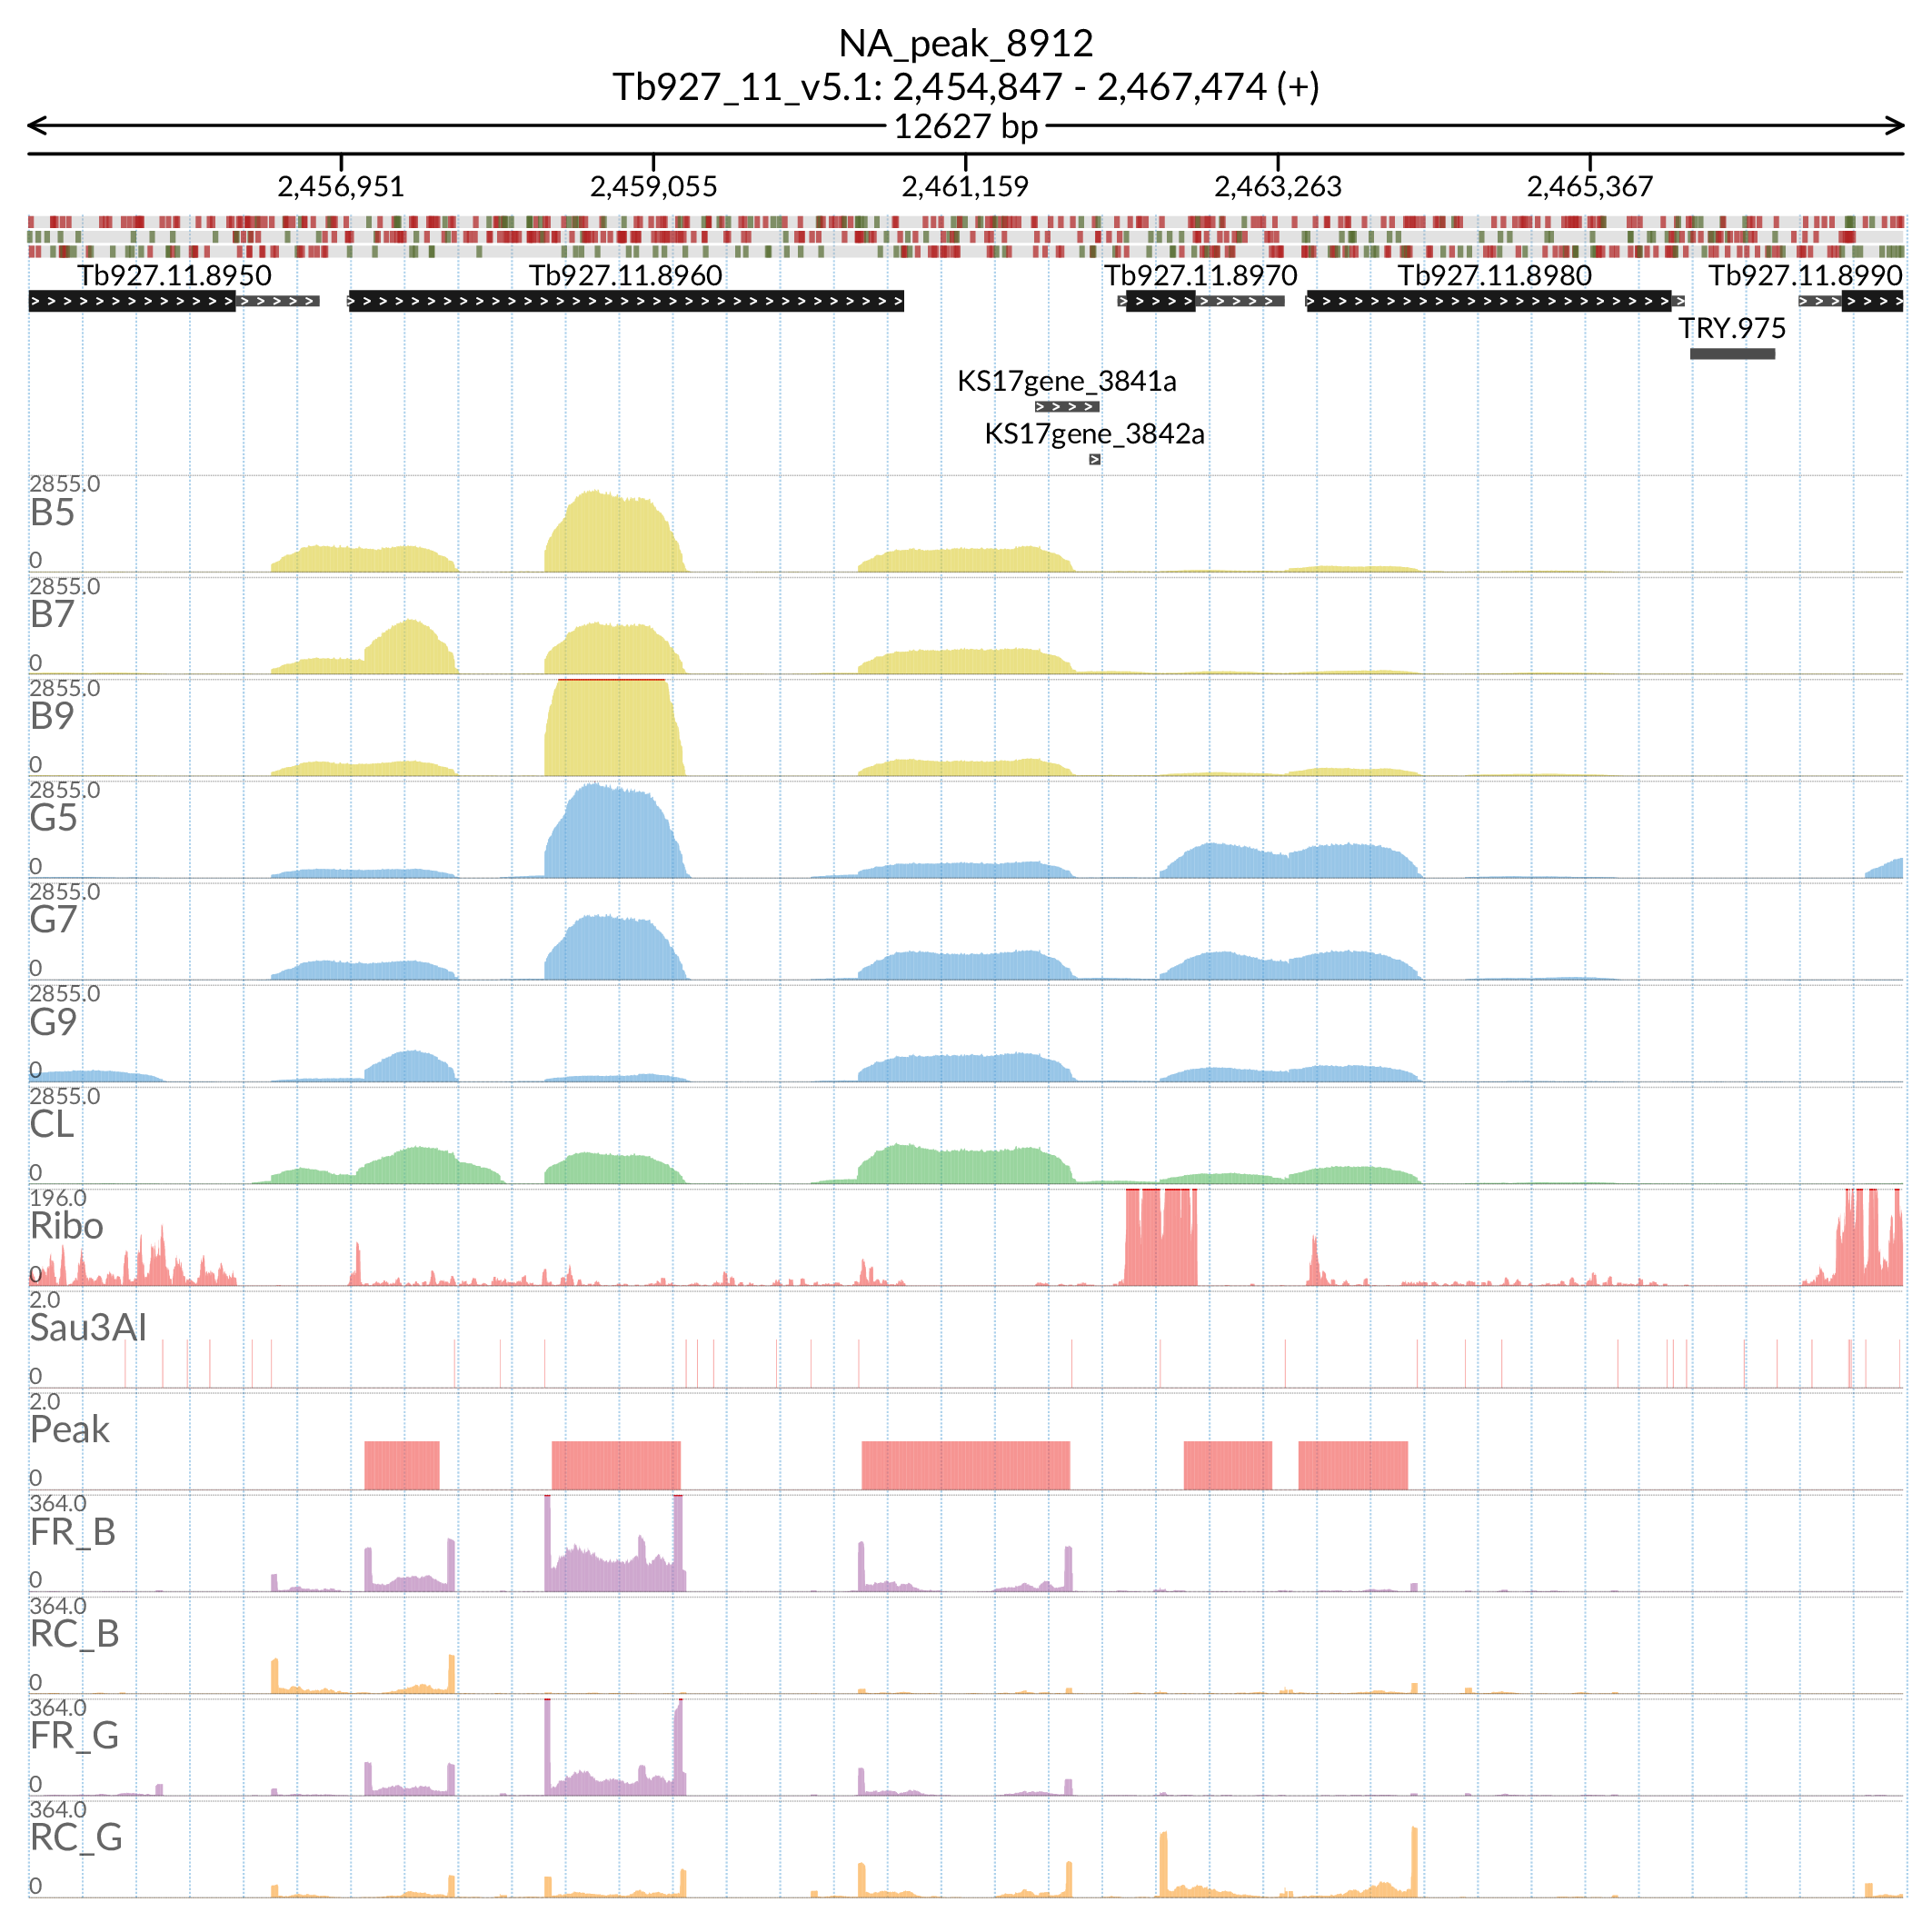 NA_peak_8912
Tb927_11_v5.1: 2,454,847 - 2,467,474 (+)
12627 bp
2,456,951 2,459,055 2,461,159 2,463,263 2,465,367
Tb927.11.8950 Tb927.11.8960 Tb927.11.8970 Tb927.11.8980 Tb927.11.8990
TRY.975
KS17gene_3841a
KS17gene_3842a
2855.0
B5
0
2855.0
B7
0
2855.0
B9
0
2855.0
G5
0
2855.0
G7
0
2855.0
G9
0
2855.0
CL
0
196.0
Ribo
0
2.0
Sau3AI
0
2.0
Peak
0
364.0
FR_B
0
364.0
RC_B
0
364.0
FR_G
0
364.0
RC_G
0